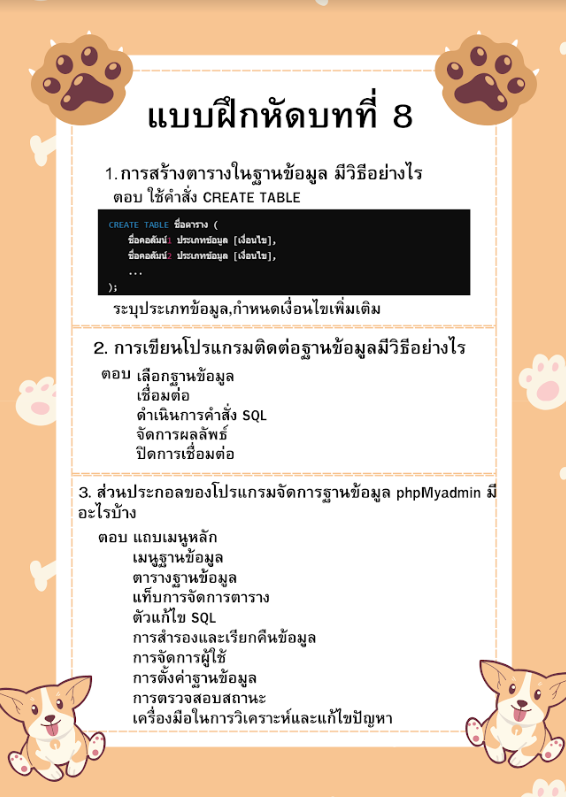 แบบฝึกหัดบทที่ 8
1.การสร้างตารางในฐานข้อมูล มีวิธีอย่างไร
ตอบ ใช้คำสั่ง CREATE TABLE
CREATE TABLE ชื่อตาราง (
ชื่อคอลัมน์1 ประเภทข้อมูล [เงื่อนไข],
ชื่อคอลัมน์2 ประเภทข้อมูล [เงื่อนไข],
...
);
ระบุประเภทข้อมูล,กำหนดเงื่อนไขเพิ่มเติม
2. การเขียนโปรแกรมติดต่อฐานข้อมูลมีวิธีอย่างไร
ตอบ เลือกฐานข้อมูล
เชื่อมต่อ
ดำเนินการคำสั่ง SQL
จัดการผลลัพธ์
ปิดการเชื่อมต่อ
3. ส่วนประกอลของโปรแกรมจัดการฐานข้อมูล phpMyadmin มี
อะไรบ้าง
ตอบ แถบเมนูหลัก
เมนูฐานข้อมูล
ตารางฐานข้อมูล
แท็บการจัดการตาราง
ตัวแก้ไข SQL
การสำรองและเรียกคืนข้อมูล
การจัดการผู้ใช้
การตั้งค่าฐานข้อมูล
การตรวจสอบสถานะ
เครื่องมือในการวิเคราะห์และแก้ไขปัญหา